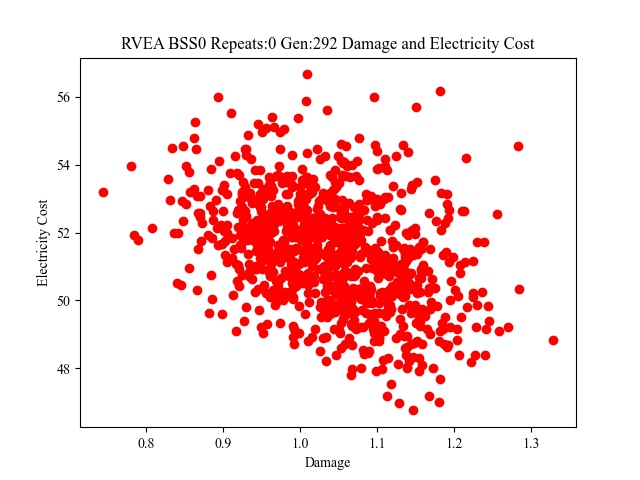 RVEA BSS0 Repeats:0 Gen:292 Damage and Electricity Cost
56
54
52
50
48
Electricity Cost
0.8 0.9 1.0 1.1 1.2 1.3
Damage